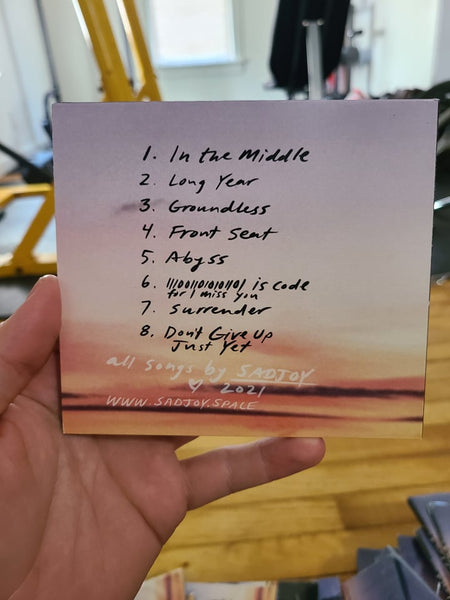 1. In the Middle
2. Long Year
3. Groundless
4. Front Seat
5. Abyss
6. is code
for I miss you
7. Surrender
8. Don't Give Up
Just Yet
all songs by SADJOY
♡ 2021
WWW.SADJOY.SPACE